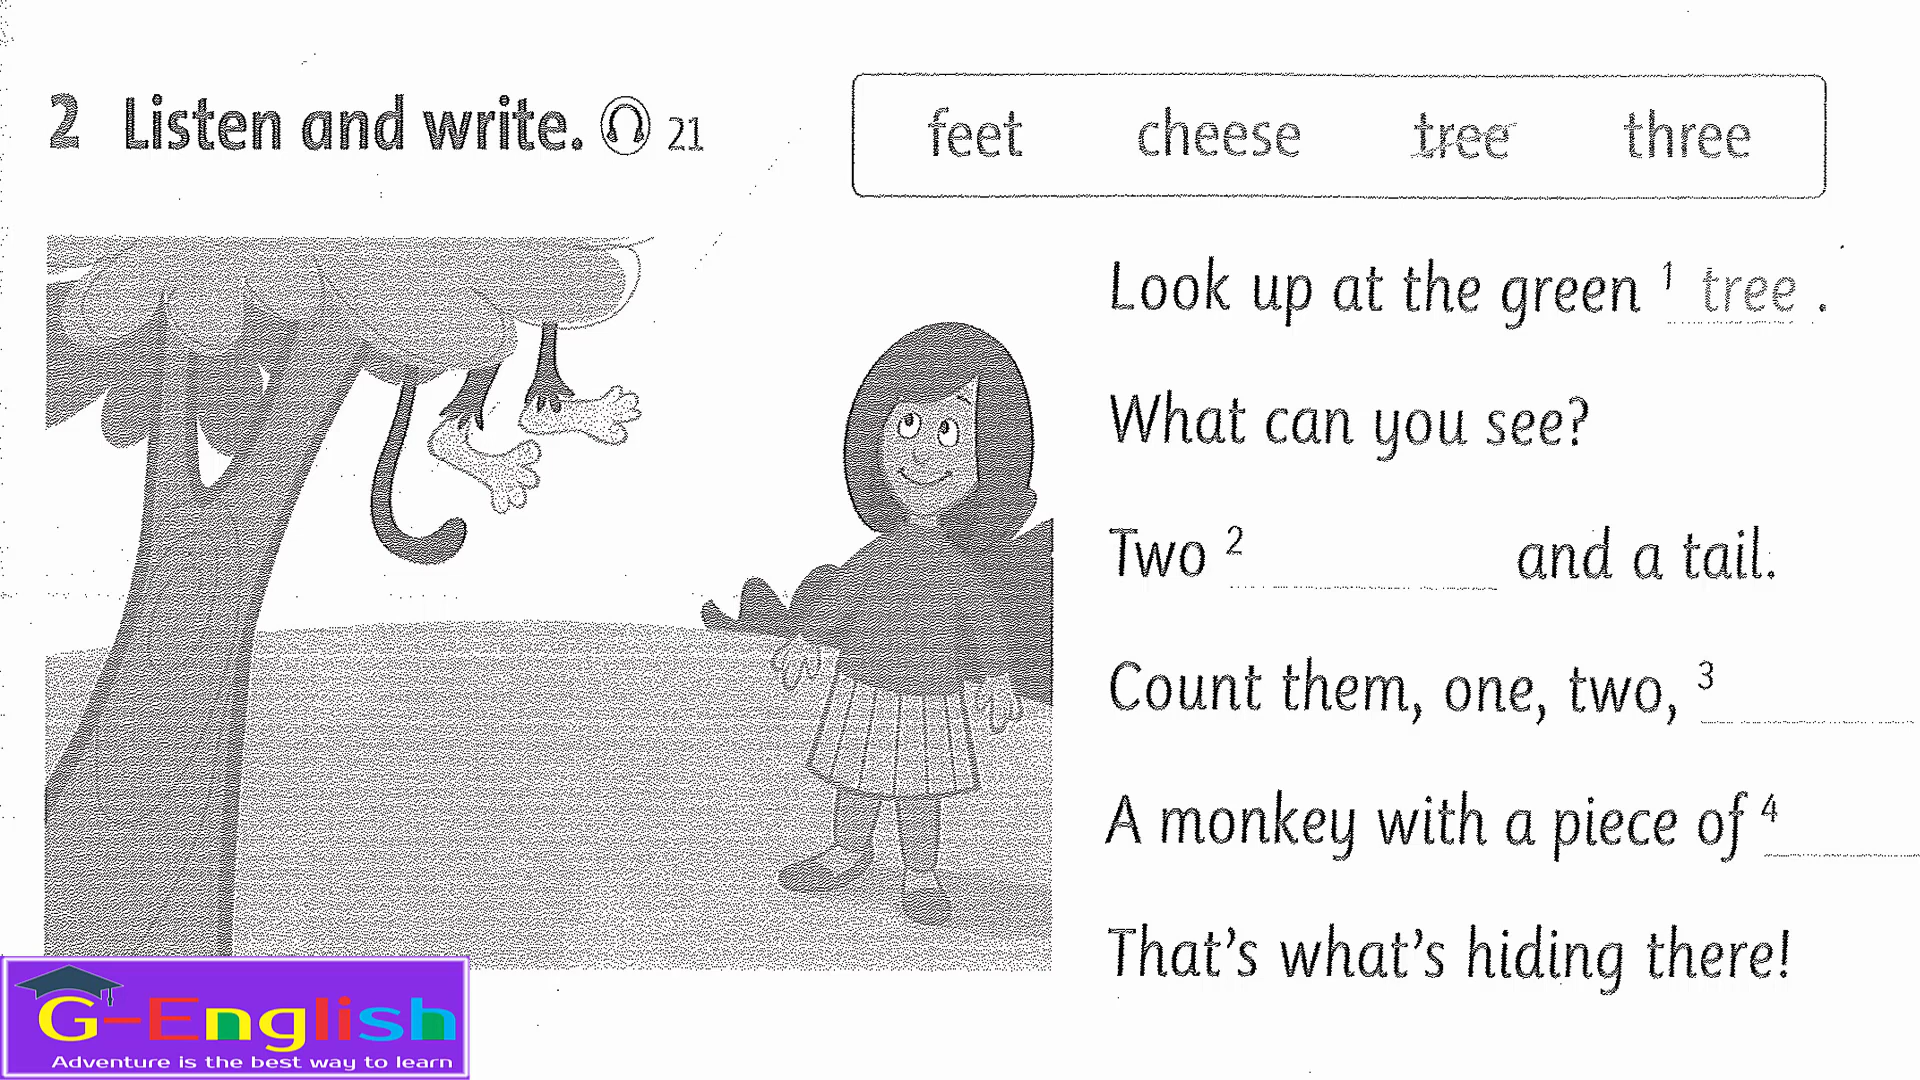 2 Listen and write. 21
feet cheese tree three
Look up at the green 1 tree .
What can you see?
Two 2 and a tail.
Count them, one, two, 3
A monkey with a piece of 4
That's what's hiding there!
G-English
Adventure is the best way to learn